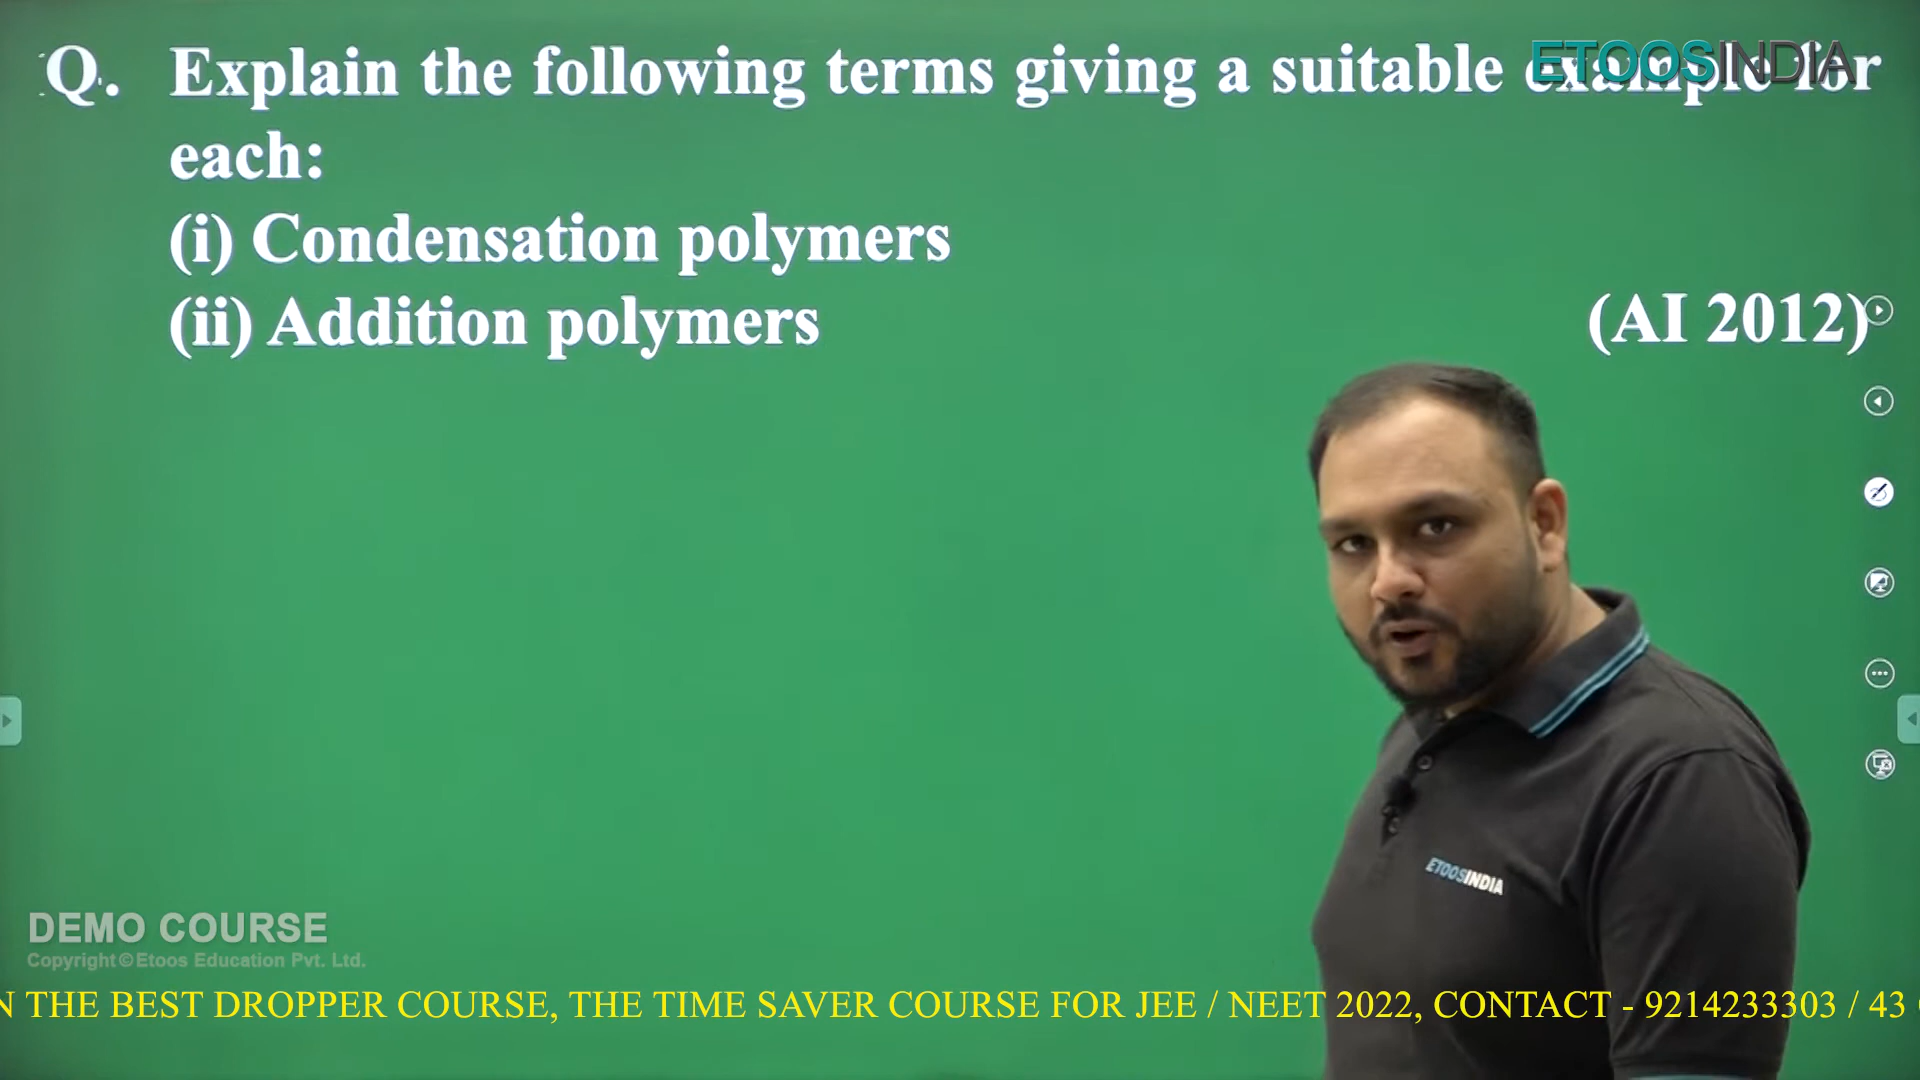 Q. Explain the following terms giving a suitable example for
ETOOSINDIA
each:
(i) Condensation polymers
(ii) Addition polymers
(AI 2012)
ETOOSINDIA
DEMO COURSE
Copyright © Etoos Education Pvt. Ltd.
N THE BEST DROPPER COURSE, THE TIME SAVER COURSE FOR JEE / NEET 2022, CONTACT - 9214233303 / 43